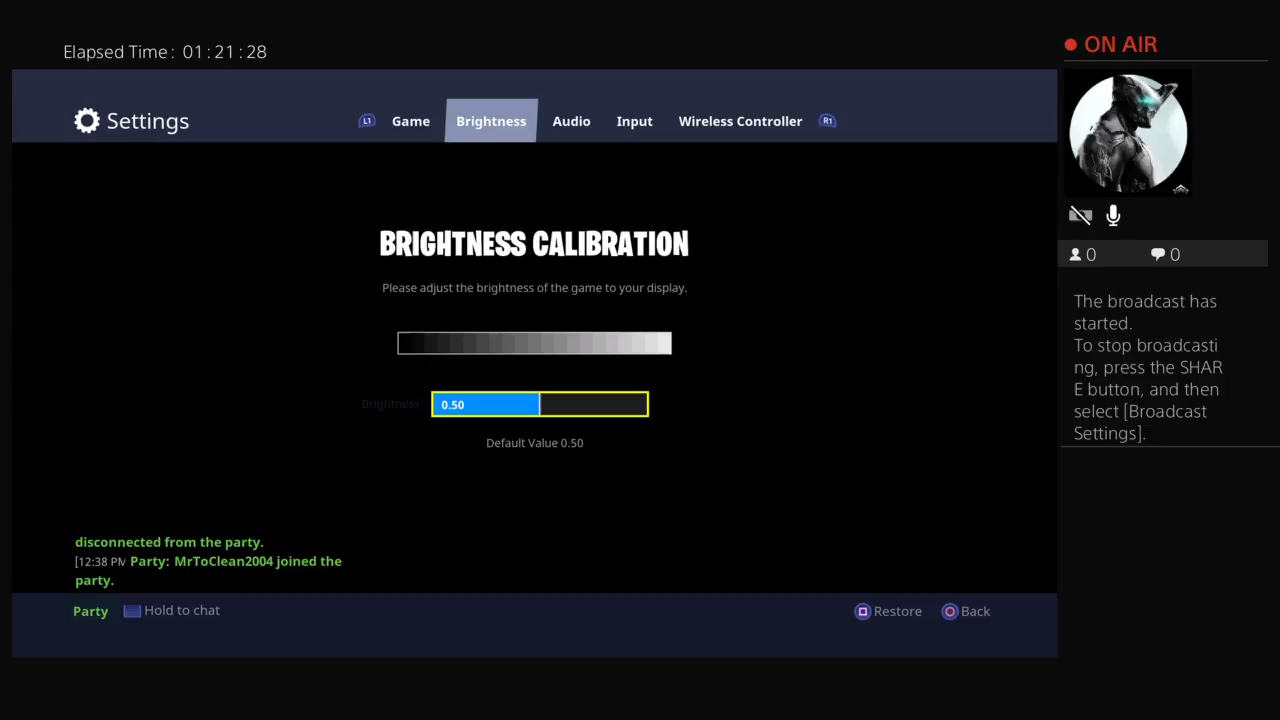 Elapsed Time: 01:21:28
ON AIR
Settings
L1 Game Brightness Audio Input Wireless Controller R1
0 0
BRIGHTNESS CALIBRATION
Please adjust the brightness of the game to your display.
The broadcast has
started.
To stop broadcasti
ng, press the SHAR
E button, and then
select [Broadcast
Settings].
Brightness 0.50
Default Value 0.50
disconnected from the party.
[12:38 PM Party: MrToClean2004 joined the
party.
Party Hold to chat
Restore Back